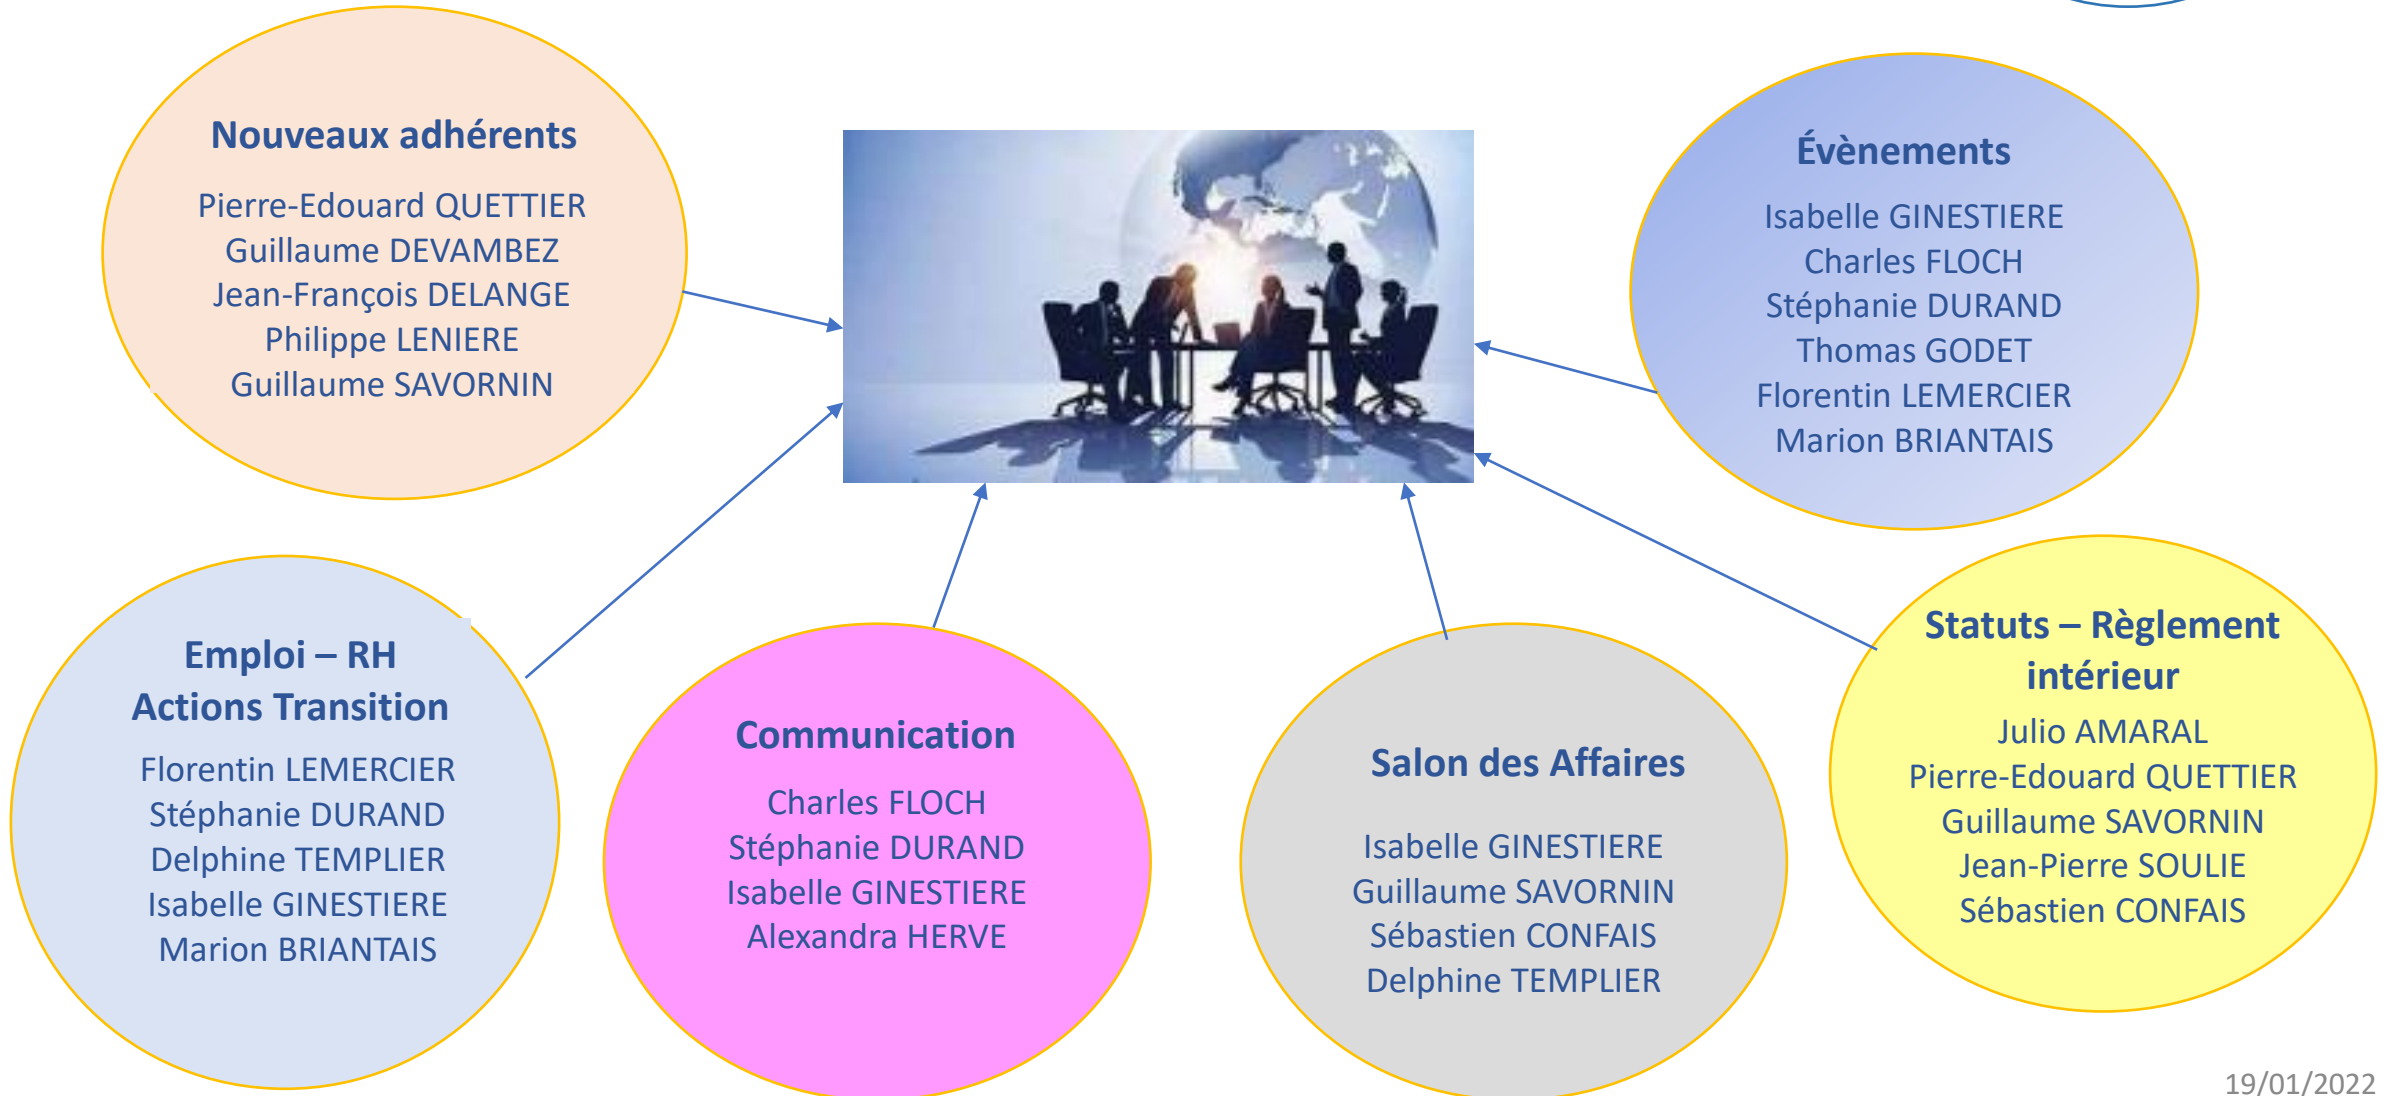 Nouveaux adhérents
Pierre-Edouard QUETTIER
Guillaume DEVAMBEZ
Jean-François DELANGE
Philippe LENIERE
Guillaume SAVORNIN
Évènements
Isabelle GINESTIERE
Charles FLOCH
Stéphanie DURAND
Thomas GODET
Florentin LEMERCIER
Marion BRIANTAIS
Emploi – RH
Actions Transition
Florentin LEMERCIER
Stéphanie DURAND
Delphine TEMPLIER
Isabelle GINESTIERE
Marion BRIANTAIS
Communication
Charles FLOCH
Stéphanie DURAND
Isabelle GINESTIERE
Alexandra HERVE
Salon des Affaires
Isabelle GINESTIERE
Guillaume SAVORNIN
Sébastien CONFAIS
Delphine TEMPLIER
Statuts – Règlement
intérieur
Julio AMARAL
Pierre-Edouard QUETTIER
Guillaume SAVORNIN
Jean-Pierre SOULIE
Sébastien CONFAIS
19/01/2022